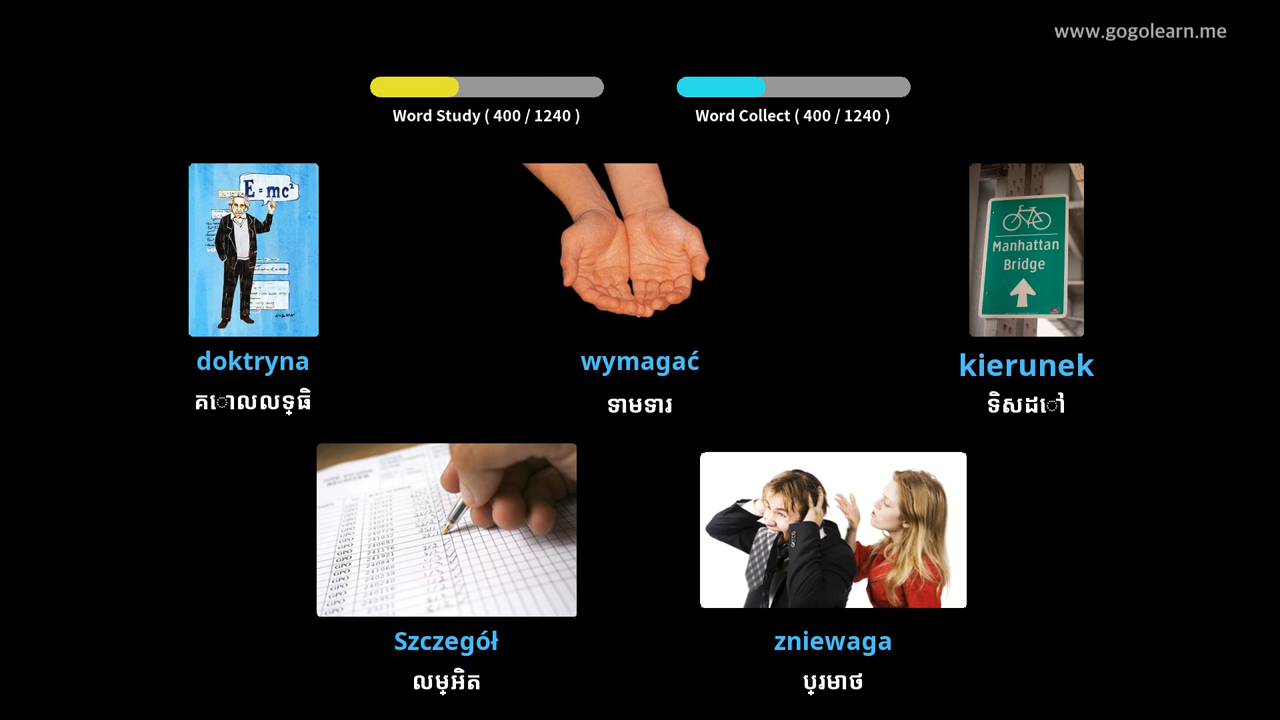 www.gogolearn.me
Word Study ( 400 / 1240 )
Word Collect ( 400 / 1240 )
E = mc²
Manhattan
Bridge
doktryna
wymagać
kierunek
គោលលទ្ធិ
ទាមទារ
ទិសដៅ
Szczegół
zniewaga
លម្អិត
ប្រមាថ